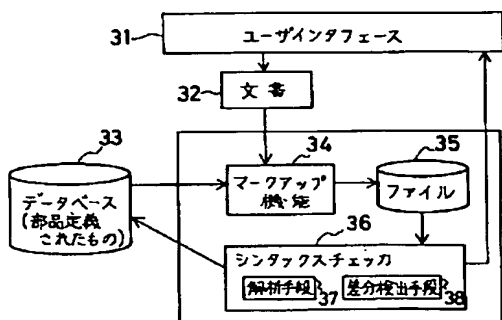 31
ユーザインタフェース
32
文書
33
34
35
データベース
(部品定義
されたもの)
マークアップ
機能
ファイル
36
シンタックスチェッカ
解析手段
37
差分検出手段
38